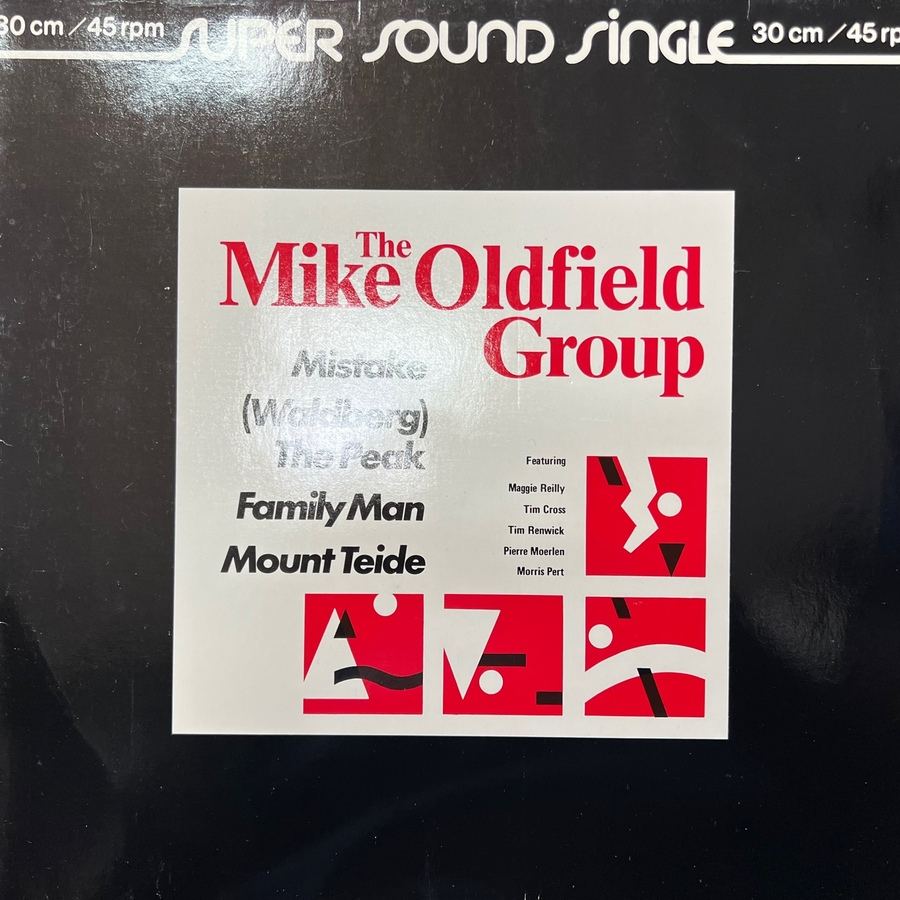 30 cm / 45 rpm SUPER SOUND SINGLE 30 cm / 45 rp
The
Mike Oldfield
Group
Mistake
(Waldberg)
The Peak
Family Man
Mount Teide
Featuring
Maggie Reilly
Tim Cross
Tim Renwick
Pierre Moerlen
Morris Pert